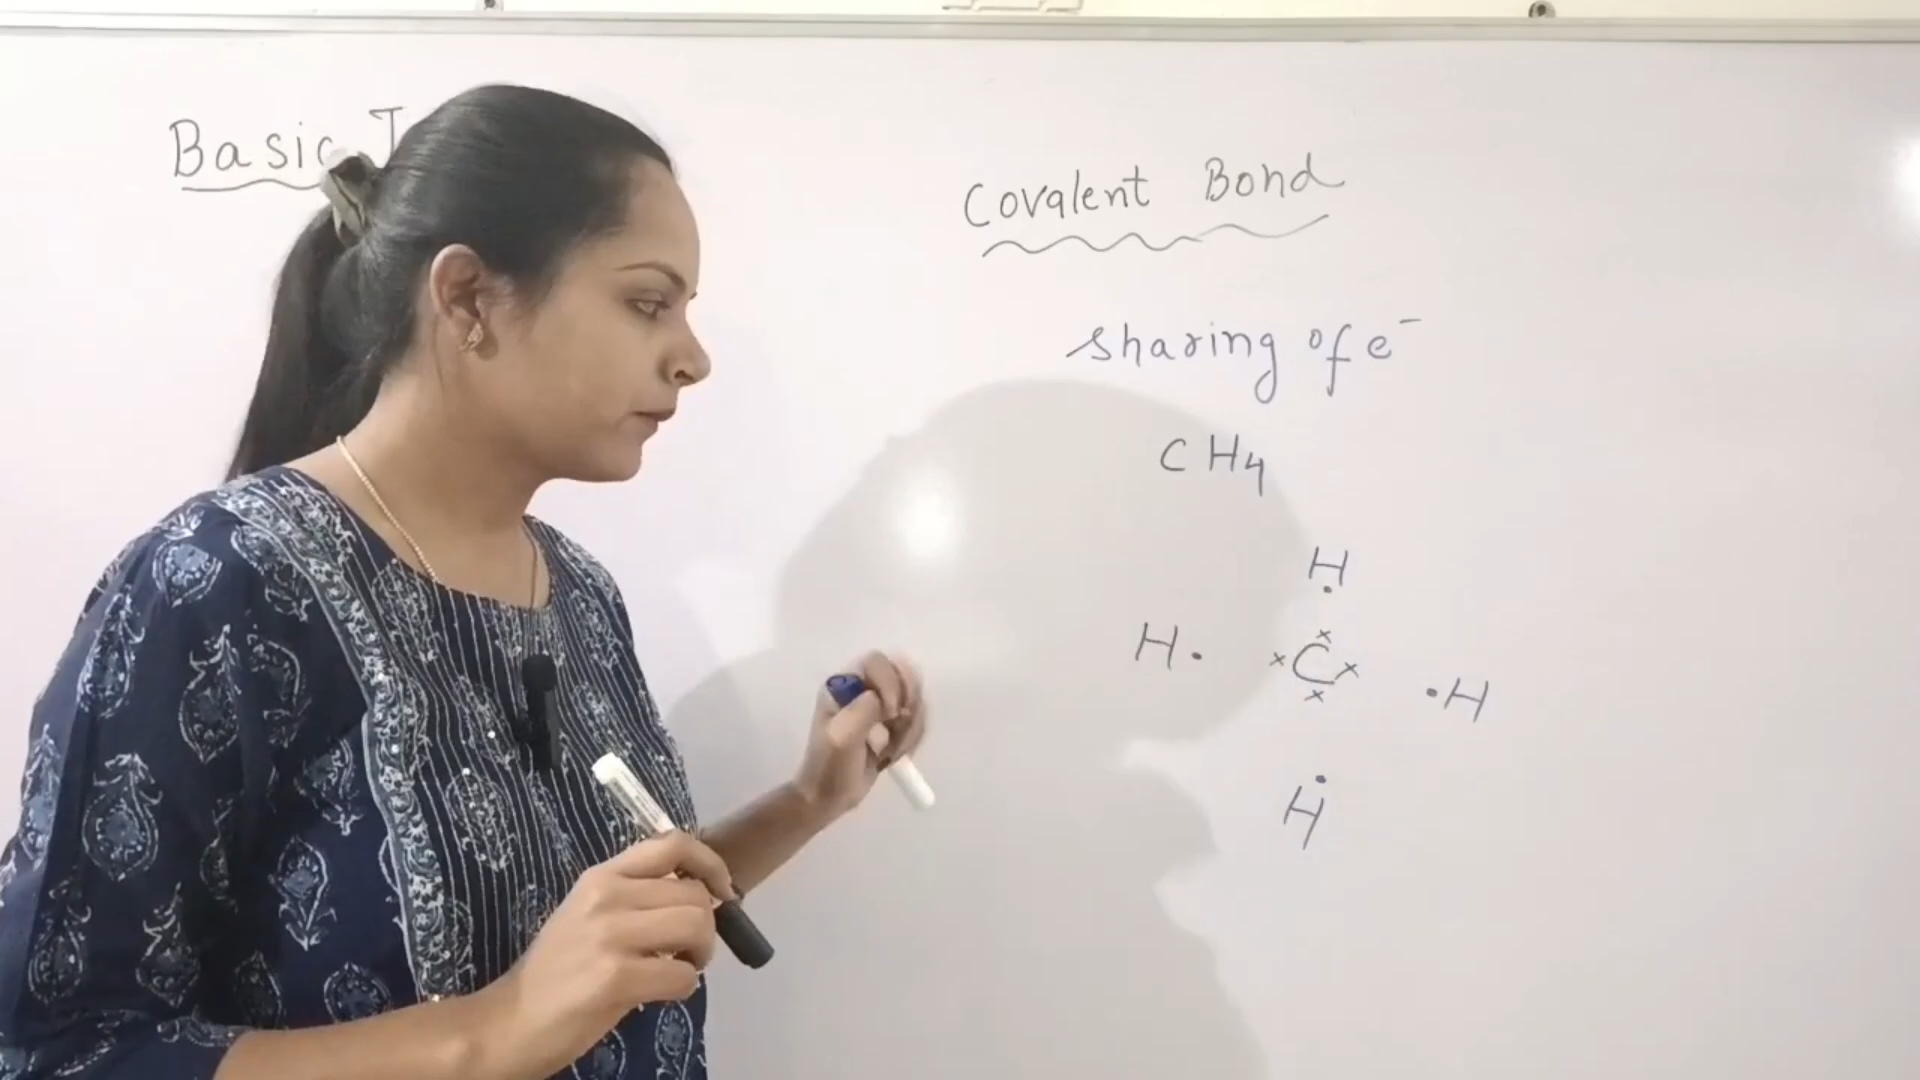 Basic
Covalent Bond
sharing of e⁻
CH4
H
H. ×C× .H
H